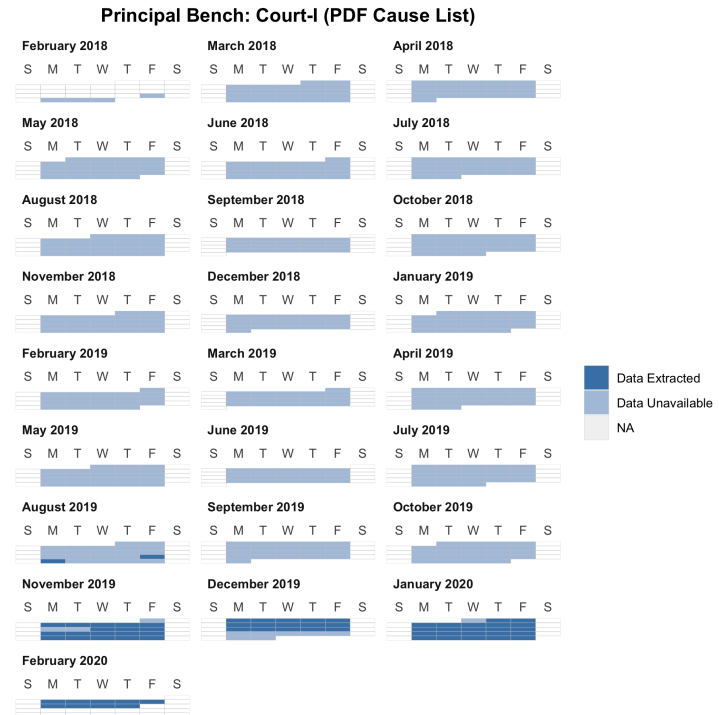 Principal Bench: Court-I (PDF Cause List)
February 2018 March 2018 April 2018
S M T W T F S S M T W T F S S M T W T F S
May 2018 June 2018 July 2018
S M T W T F S S M T W T F S S M T W T F S
August 2018 September 2018 October 2018
S M T W T F S S M T W T F S S M T W T F S
November 2018 December 2018 January 2019
S M T W T F S S M T W T F S S M T W T F S
February 2019 March 2019 April 2019
S M T W T F S S M T W T F S S M T W T F S
May 2019 June 2019 July 2019
S M T W T F S S M T W T F S S M T W T F S
August 2019 September 2019 October 2019
S M T W T F S S M T W T F S S M T W T F S
November 2019 December 2019 January 2020
S M T W T F S S M T W T F S S M T W T F S
February 2020
S M T W T F S
Data Extracted
Data Unavailable
NA